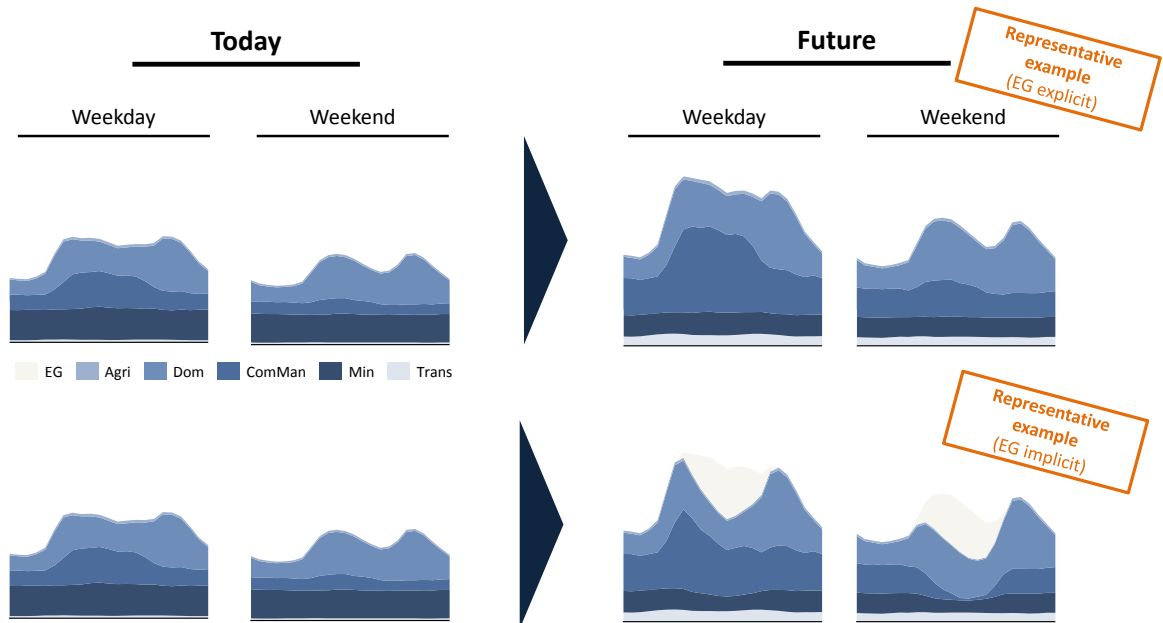 Today
Future
Representative
example
(EG explicit)
Weekday
Weekend
Weekday
Weekend
EG
Agri
Dom
ComMan
Min
Trans
Representative
example
(EG implicit)